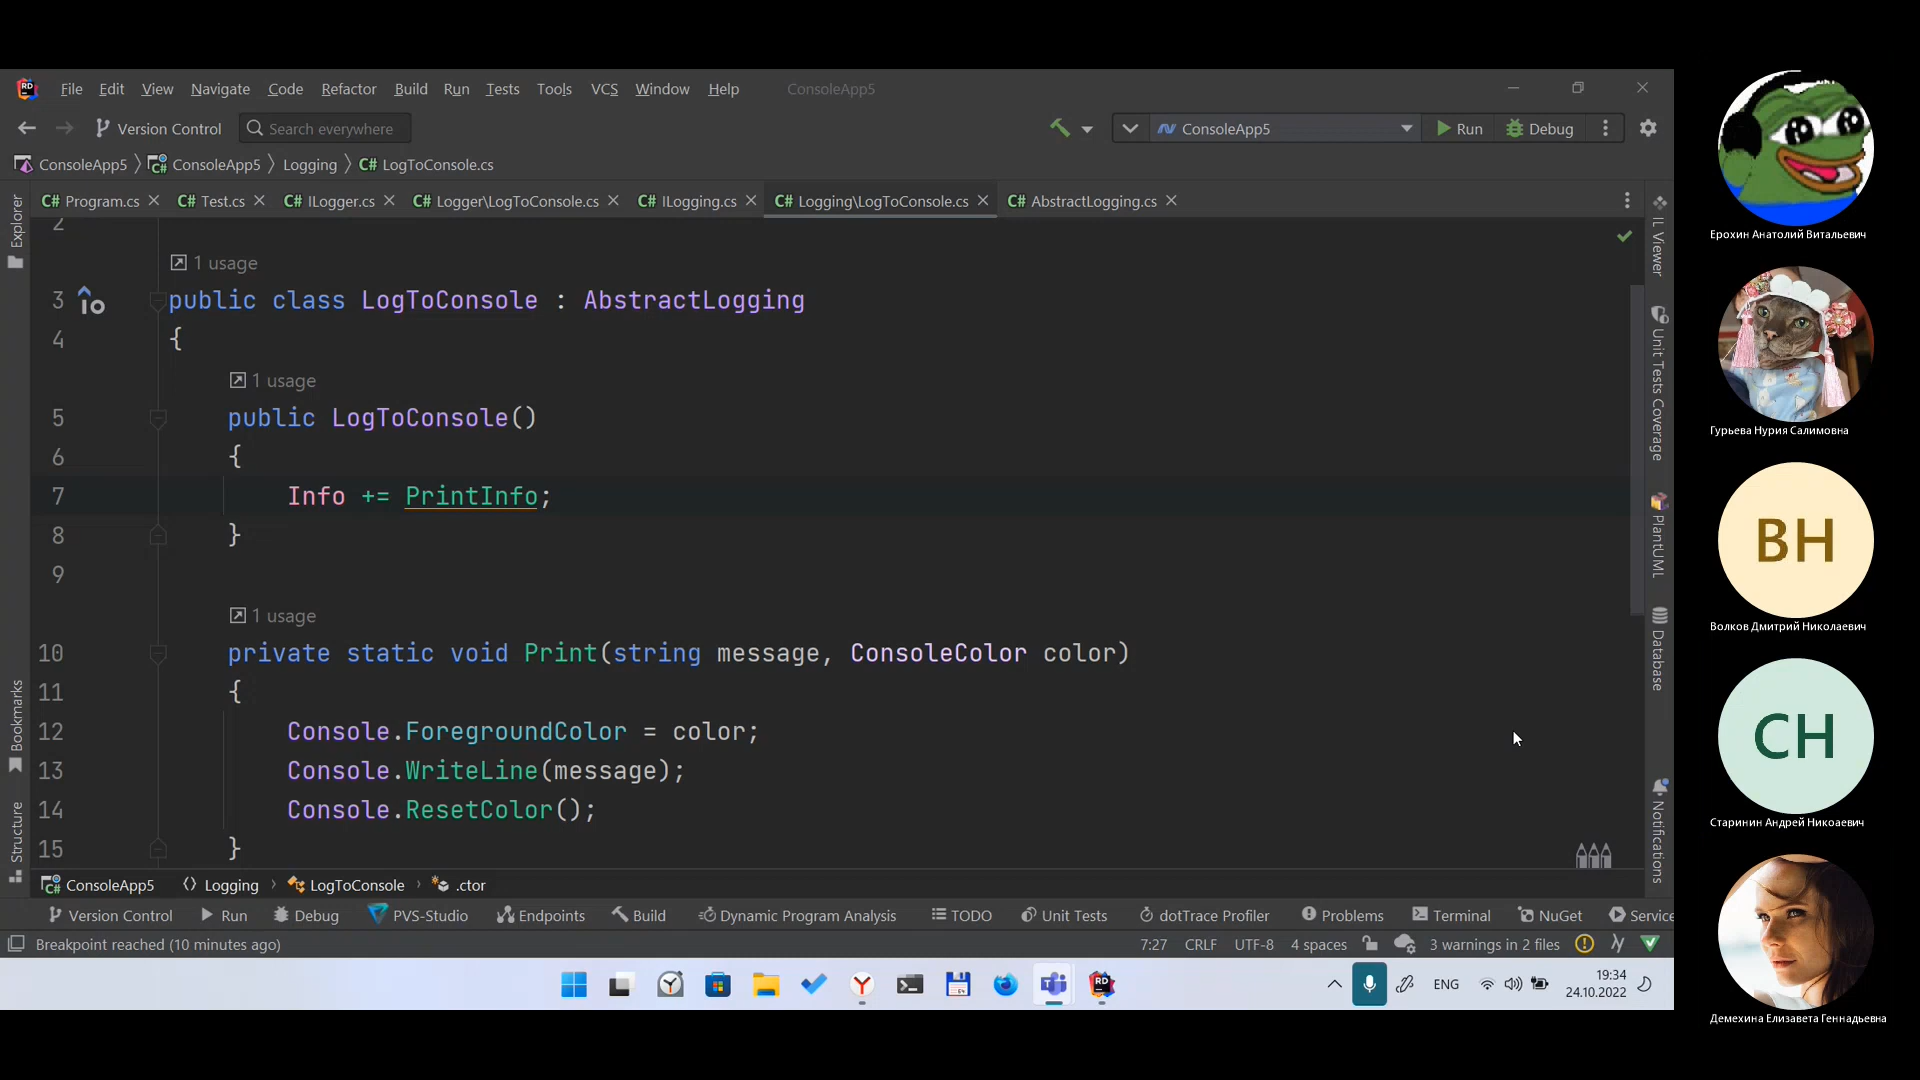 File Edit View Navigate Code Refactor Build Run Tests Tools VCS Window Help ConsoleApp5
Version Control Search everywhere ConsoleApp5 Run Debug
ConsoleApp5 ConsoleApp5 Logging C# LogToConsole.cs
C# Program.cs C# Test.cs C# ILogger.cs C# Logger\LogToConsole.cs C# ILogging.cs C# Logging\LogToConsole.cs C# AbstractLogging.cs
2
1 usage
3 public class LogToConsole : AbstractLogging
4 {
1 usage
5 public LogToConsole()
6 {
7 Info += PrintInfo;
8 }
9
1 usage
10 private static void Print(string message, ConsoleColor color)
11 {
12 Console.ForegroundColor = color;
13 Console.WriteLine(message);
14 Console.ResetColor();
15 }
Explorer
Bookmarks
Structure
IL Viewer
Unit Tests Coverage
PlantUML
Database
Notifications
ConsoleApp5 Logging LogToConsole .ctor
Version Control Run Debug PVS-Studio Endpoints Build Dynamic Program Analysis TODO Unit Tests dotTrace Profiler Problems Terminal NuGet Service
Breakpoint reached (10 minutes ago) 7:27 CRLF UTF-8 4 spaces 3 warnings in 2 files
ENG 19:34
24.10.2022
Ерохин Анатолий Витальевич
Гурьева Нурия Салимовна
ВН
Волков Дмитрий Николаевич
СН
Старинин Андрей Никоаевич
Демехина Елизавета Геннадьевна